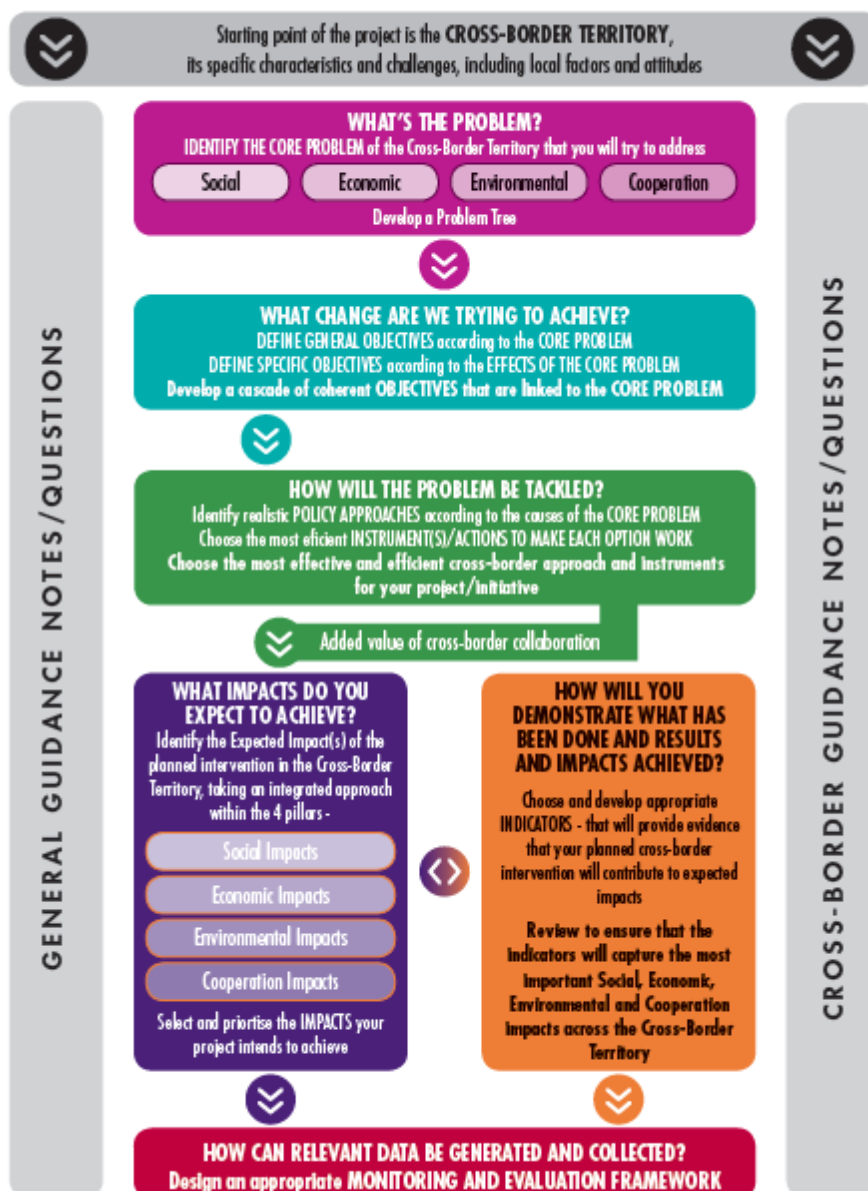 Starting point of the project is the CROSS-BORDER TERRITORY,
its specific characteristics and challenges, including local factors and attitudes
GENERAL GUIDANCE NOTES/QUESTIONS
WHAT'S THE PROBLEM?
IDENTIFY THE CORE PROBLEM of the Cross-Border Territory that you will try to address
Social
Economic
Environmental
Cooperation
Develop a Problem Tree
WHAT CHANGE ARE WE TRYING TO ACHIEVE?
DEFINE GENERAL OBJECTIVES according to the CORE PROBLEM
DEFINE SPECIFIC OBJECTIVES according to the EFFECTS OF THE CORE PROBLEM
Develop a cascade of coherent OBJECTIVES that are linked to the CORE PROBLEM
HOW WILL THE PROBLEM BE TACKLED?
Identify realistic POLICY APPROACHES according to the causes of the CORE PROBLEM
Choose the most eficient INSTRUMENT(S)/ACTIONS TO MAKE EACH OPTION WORK
Choose the most effective and efficient cross-border approach and instruments
for your project/initiative
Added value of cross-border collaboration
WHAT IMPACTS DO YOU
EXPECT TO ACHIEVE?
Identify the Expected Impact(s) of the
planned intervention in the Cross-Border
Territory, taking an integrated approach
within the 4 pillars -
Social Impacts
Economic Impacts
Environmental Impacts
Cooperation Impacts
Select and priortise the IMPACTS your
project intends to achieve
HOW WILL YOU
DEMONSTRATE WHAT HAS
BEEN DONE AND RESULTS
AND IMPACTS ACHIEVED?
Choose and develop appropriate
INDICATORS - that will provide evidence
that your planned cross-border
intervention will contribute to expected
impacts
Review to ensure that the
indicators will capture the most
important Social, Economic,
Environmental and Cooperation
impacts across the Cross-Border
Territory
HOW CAN RELEVANT DATA BE GENERATED AND COLLECTED?
Design an appropriate MONITORING AND EVALUATION FRAMEWORK
CROSS-BORDER GUIDANCE NOTES/QUESTIONS